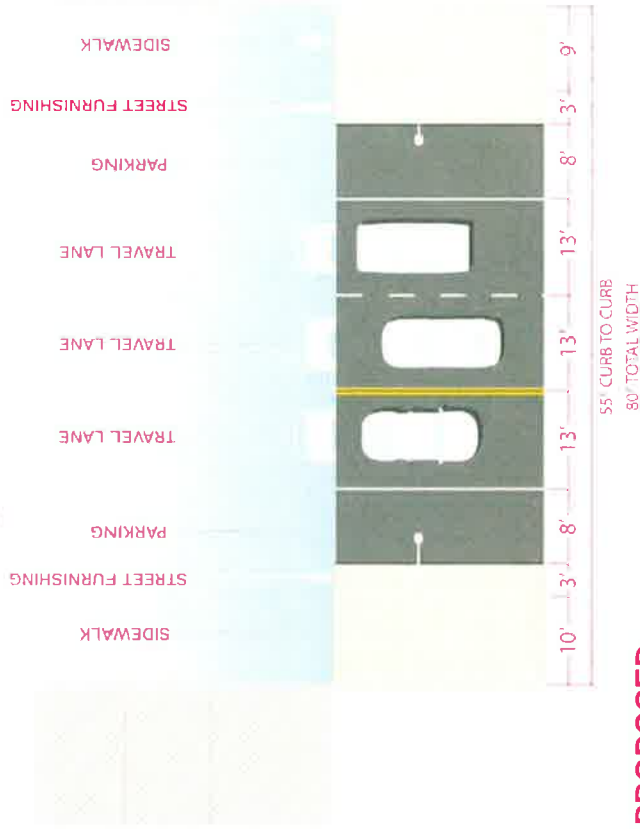 SIDEWALK
STREET FURNISHING
PARKING
TRAVEL LANE
TRAVEL LANE
TRAVEL LANE
PARKING
STREET FURNISHING
SIDEWALK
10'
3'
8'
13'
13'
13'
8'
3'
9'
55' CURB TO CURB
80' TOTAL WIDTH
PROPOSED